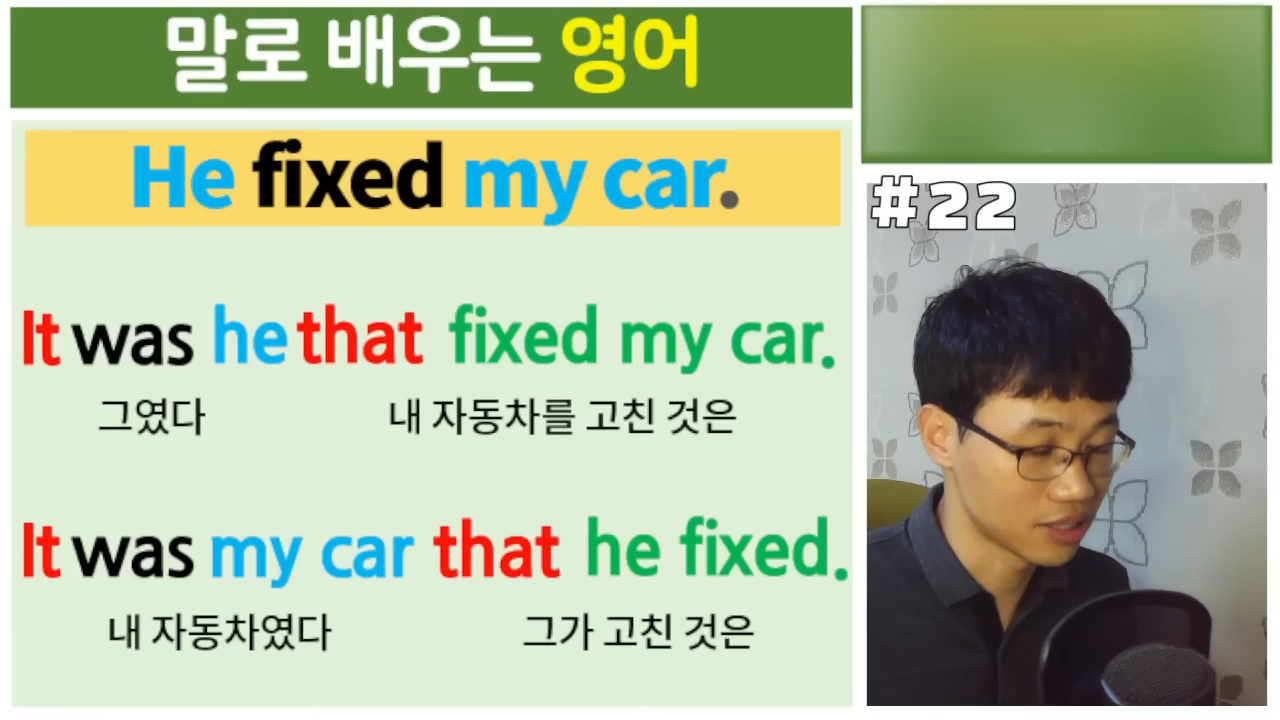 말로 배우는 영어
He fixed my car.
#22
It was he that fixed my car.
그였다 내 자동차를 고친 것은
It was my car that he fixed.
내 자동차였다 그가 고친 것은